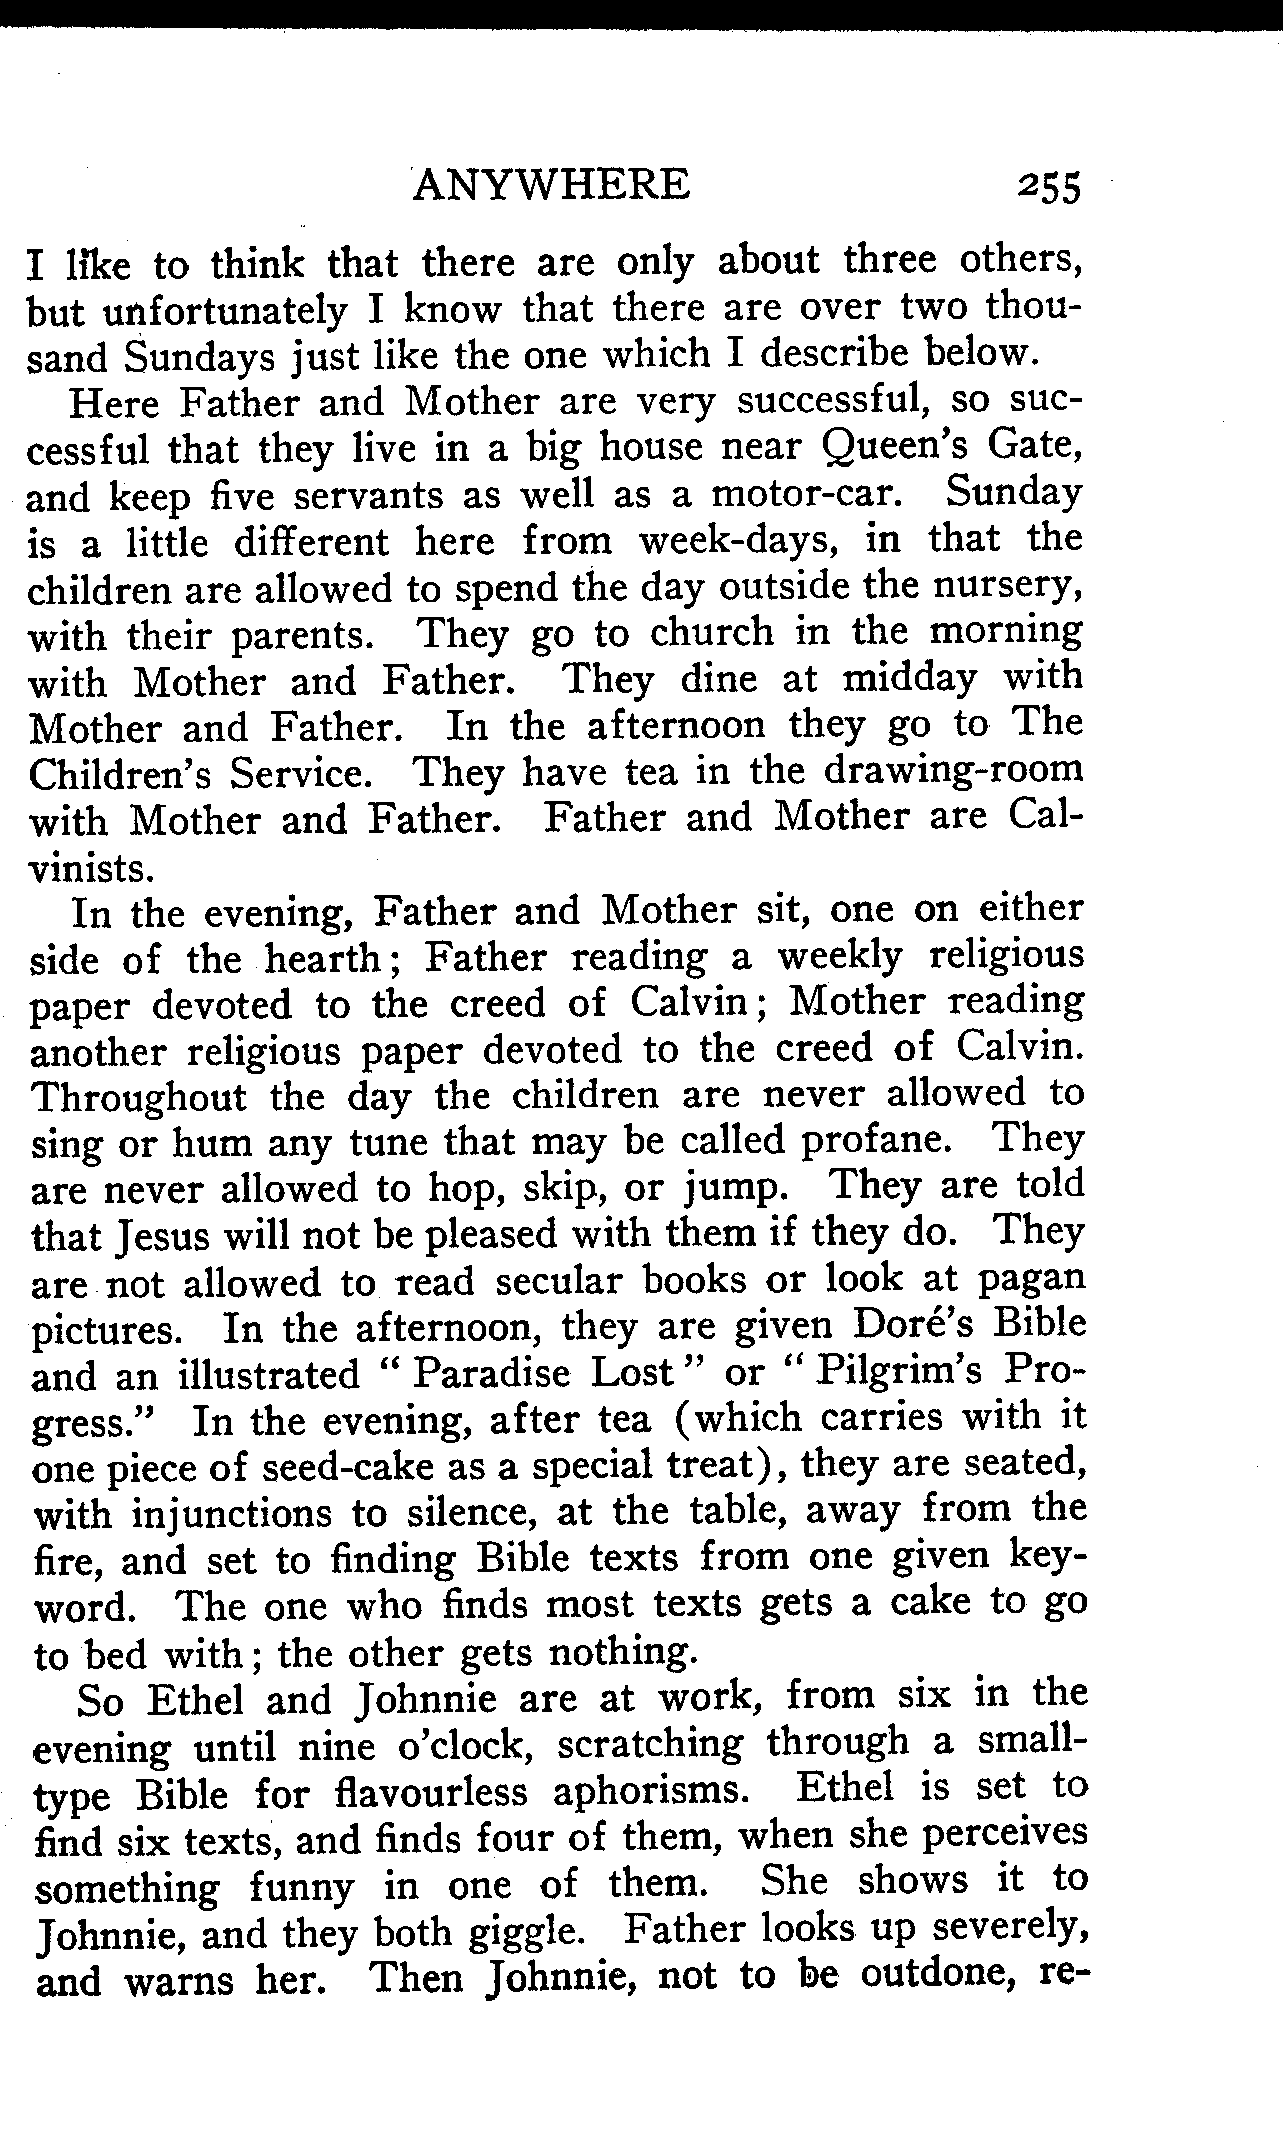 ANYWHERE 255
I like to think that there are only about three others,
but unfortunately I know that there are over two thou-
sand Sundays just like the one which I describe below.
Here Father and Mother are very successful, so suc-
cessful that they live in a big house near Queen's Gate,
and keep five servants as well as a motor-car. Sunday
is a little different here from week-days, in that the
children are allowed to spend the day outside the nursery,
with their parents. They go to church in the morning
with Mother and Father. They dine at midday with
Mother and Father. In the afternoon they go to The
Children's Service. They have tea in the drawing-room
with Mother and Father. Father and Mother are Cal-
vinists.
In the evening, Father and Mother sit, one on either
side of the hearth; Father reading a weekly religious
paper devoted to the creed of Calvin; Mother reading
another religious paper devoted to the creed of Calvin.
Throughout the day the children are never allowed to
sing or hum any tune that may be called profane. They
are never allowed to hop, skip, or jump. They are told
that Jesus will not be pleased with them if they do. They
are not allowed to read secular books or look at pagan
pictures. In the afternoon, they are given Doré's Bible
and an illustrated "Paradise Lost" or "Pilgrim's Pro-
gress." In the evening, after tea (which carries with it
one piece of seed-cake as a special treat), they are seated,
with injunctions to silence, at the table, away from the
fire, and set to finding Bible texts from one given key-
word. The one who finds most texts gets a cake to go
to bed with; the other gets nothing.
So Ethel and Johnnie are at work, from six in the
evening until nine o'clock, scratching through a small-
type Bible for flavourless aphorisms. Ethel is set to
find six texts, and finds four of them, when she perceives
something funny in one of them. She shows it to
Johnnie, and they both giggle. Father looks up severely,
and warns her. Then Johnnie, not to be outdone, re-